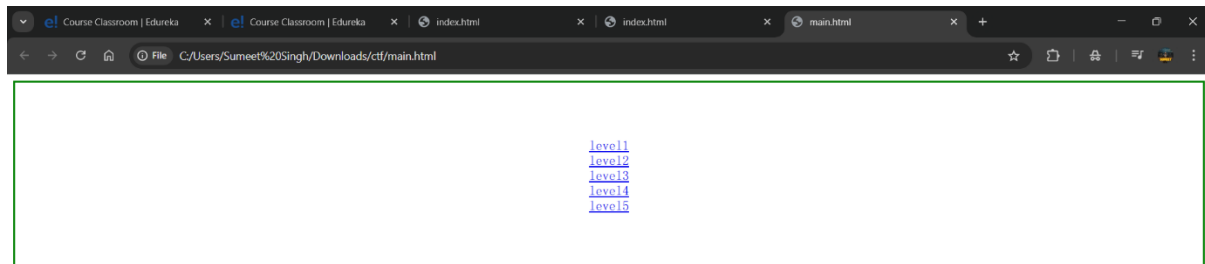 e! Course Classroom | Edureka
e! Course Classroom | Edureka
index.html
index.html
main.html
File C:/Users/Sumeet%20Singh/Downloads/ctf/main.html
level1
level2
level3
level4
level5